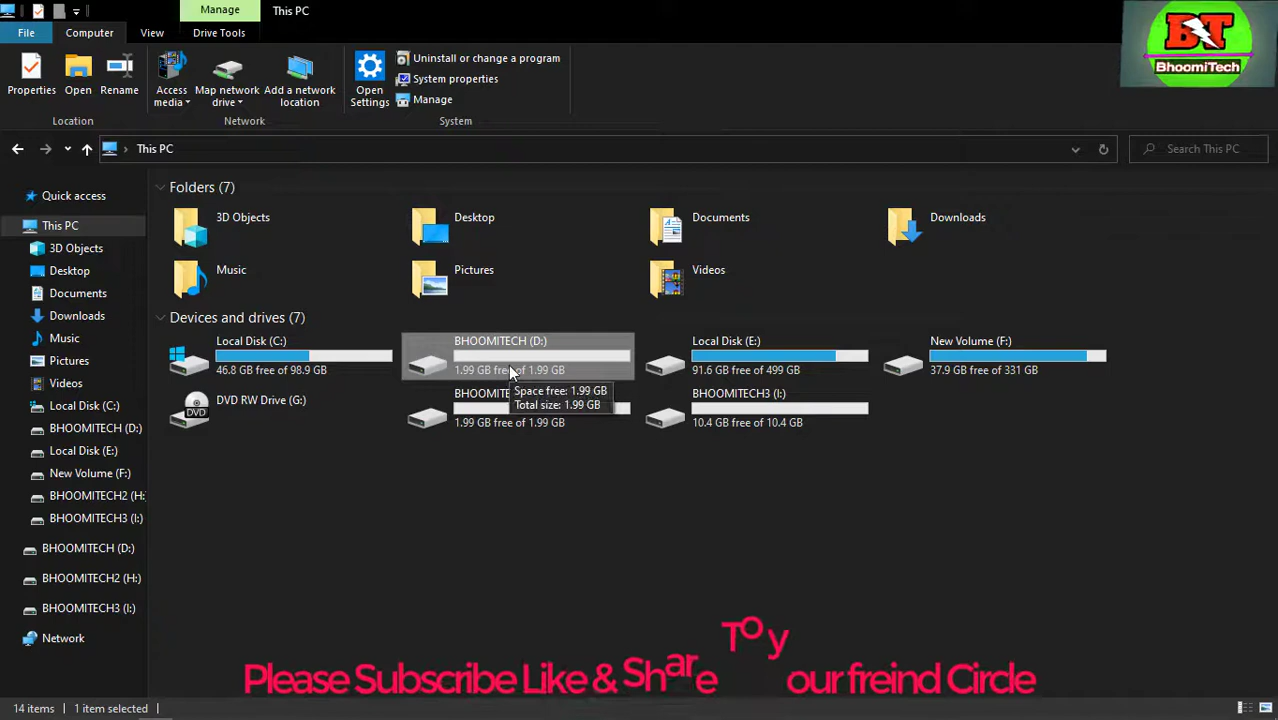 Manage
This PC
File
Computer
View
Drive Tools
BT
BhoomiTech
Properties
Open
Rename
Access media
Map network drive
Add a network location
Open Settings
Uninstall or change a program
System properties
Manage
Location
Network
System
This PC
Search This PC
Quick access
This PC
3D Objects
Desktop
Documents
Downloads
Music
Pictures
Videos
Local Disk (C:)
BHOOMITECH (D:)
Local Disk (E:)
New Volume (F:)
BHOOMITECH2 (H:
BHOOMITECH3 (I:)
BHOOMITECH (D:)
BHOOMITECH2 (H:)
BHOOMITECH3 (I:)
Network
Folders (7)
3D Objects
Desktop
Documents
Downloads
Music
Pictures
Videos
Devices and drives (7)
Local Disk (C:)
46.8 GB free of 98.9 GB
BHOOMITECH (D:)
1.99 GB free of 1.99 GB
Local Disk (E:)
91.6 GB free of 499 GB
New Volume (F:)
37.9 GB free of 331 GB
Space free: 1.99 GB
Total size: 1.99 GB
DVD RW Drive (G:)
DVD
BHOOMITE
1.99 GB free of 1.99 GB
BHOOMITECH3 (I:)
10.4 GB free of 10.4 GB
Please Subscribe Like & Share To your freind Circle
14 items
1 item selected